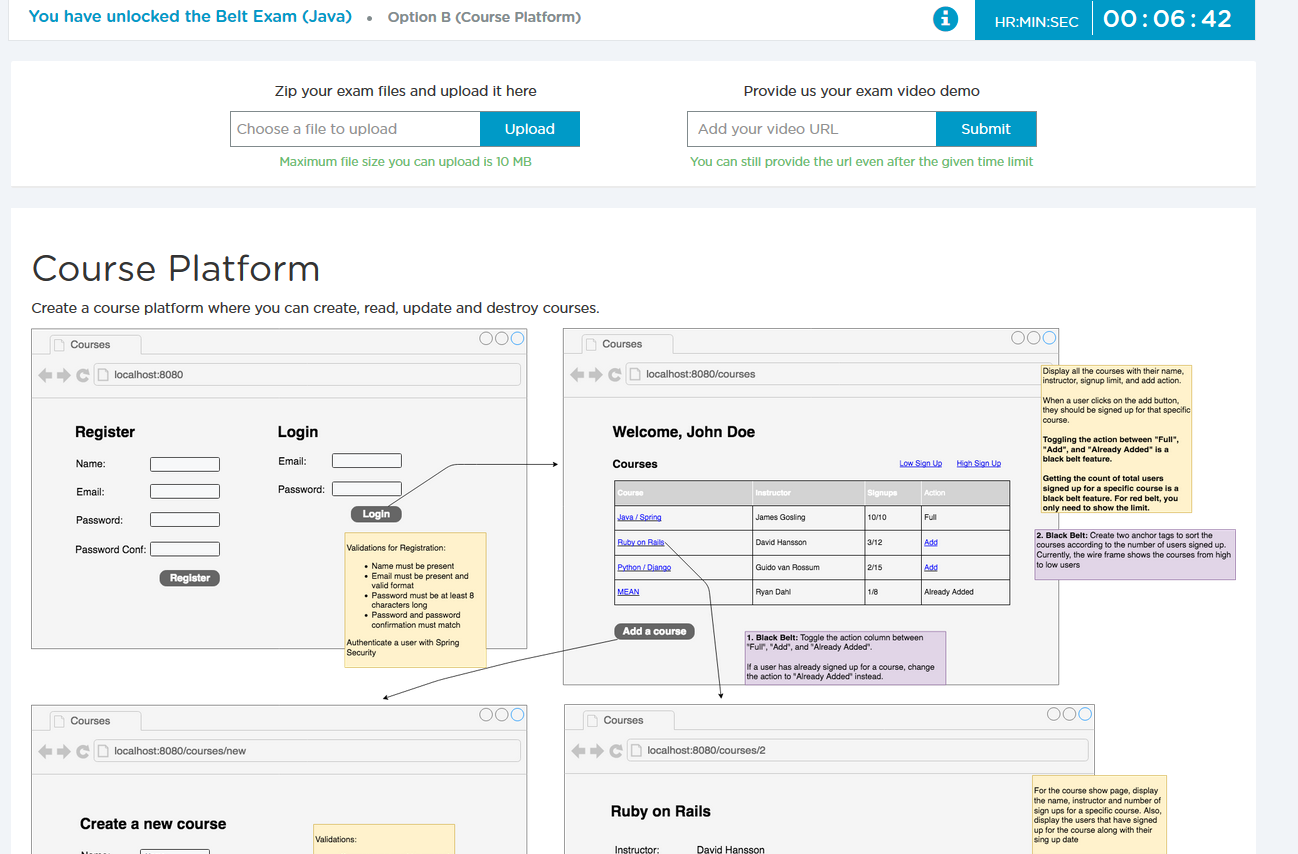 You have unlocked the Belt Exam (Java) • Option B (Course Platform)
HR:MIN:SEC 00:06:42
Zip your exam files and upload it here
Choose a file to upload
Upload
Maximum file size you can upload is 10 MB
Provide us your exam video demo
Add your video URL
Submit
You can still provide the url even after the given time limit
Course Platform
Create a course platform where you can create, read, update and destroy courses.
Courses
localhost:8080
Register
Name:
Email:
Password:
Password Conf:
Register
Login
Email:
Password:
Login
Validations for Registration:
• Name must be present
• Email must be present and
valid format
• Password must be at least 8
characters long
• Password and password
confirmation must match
Authenticate a user with Spring
Security
Courses
localhost:8080/courses
Welcome, John Doe
Courses
Low Sign Up High Sign Up
Course Instructor Signups Action
Java / Spring James Gosling 10/10 Full
Ruby on Rails David Hansson 3/12 Add
Python / Django Guido van Rossum 2/15 Add
MEAN Ryan Dahl 1/8 Already Added
Add a course
Display all the courses with their name,
instructor, signup limit, and add action.
When a user clicks on the add button,
they should be signed up for that specific
course.
Toggling the action between "Full",
"Add", and "Already Added" is a
black belt feature.
Getting the count of total users
signed up for a specific course is a
black belt feature. For red belt, you
only need to show the limit.
2. Black Belt: Create two anchor tags to sort the
courses according to the number of users signed up.
Currently, the wire frame shows the courses from high
to low users
1. Black Belt: Toggle the action column between
"Full", "Add", and "Already Added".
If a user has already signed up for a course, change
the action to "Already Added" instead.
Courses
localhost:8080/courses/new
Create a new course
Name:
Validations:
Courses
localhost:8080/courses/2
Ruby on Rails
Instructor: David Hansson
For the course show page, display
the name, instructor and number of
sign ups for a specific course. Also,
display the users that have signed
up for the course along with their
sing up date